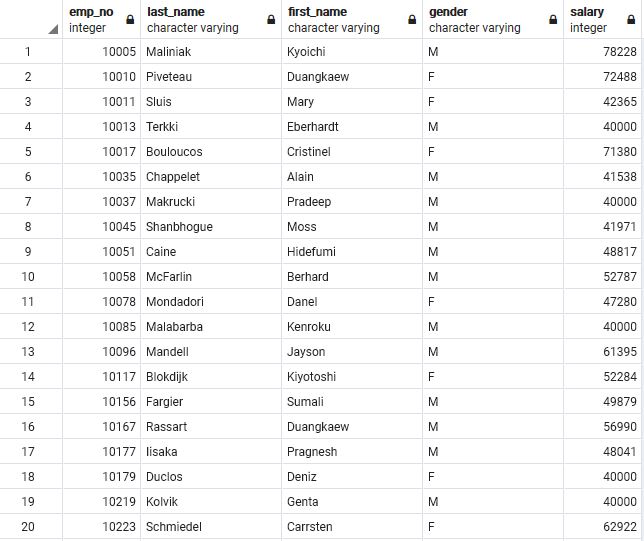 emp_no last_name first_name gender salary
integer character varying character varying character varying integer
1 10005 Maliniak Kyoichi M 78228
2 10010 Piveteau Duangkaew F 72488
3 10011 Sluis Mary F 42365
4 10013 Terkki Eberhardt M 40000
5 10017 Bouloucos Cristinel F 71380
6 10035 Chappelet Alain M 41538
7 10037 Makrucki Pradeep M 40000
8 10045 Shanbhogue Moss M 41971
9 10051 Caine Hidefumi M 48817
10 10058 McFarlin Berhard M 52787
11 10078 Mondadori Danel F 47280
12 10085 Malabarba Kenroku M 40000
13 10096 Mandell Jayson M 61395
14 10117 Blokdijk Kiyotoshi F 52284
15 10156 Fargier Sumali M 49879
16 10167 Rassart Duangkaew M 56990
17 10177 Iisaka Pragnesh M 48041
18 10179 Duclos Deniz F 40000
19 10219 Kolvik Genta M 40000
20 10223 Schmiedel Carrsten F 62922